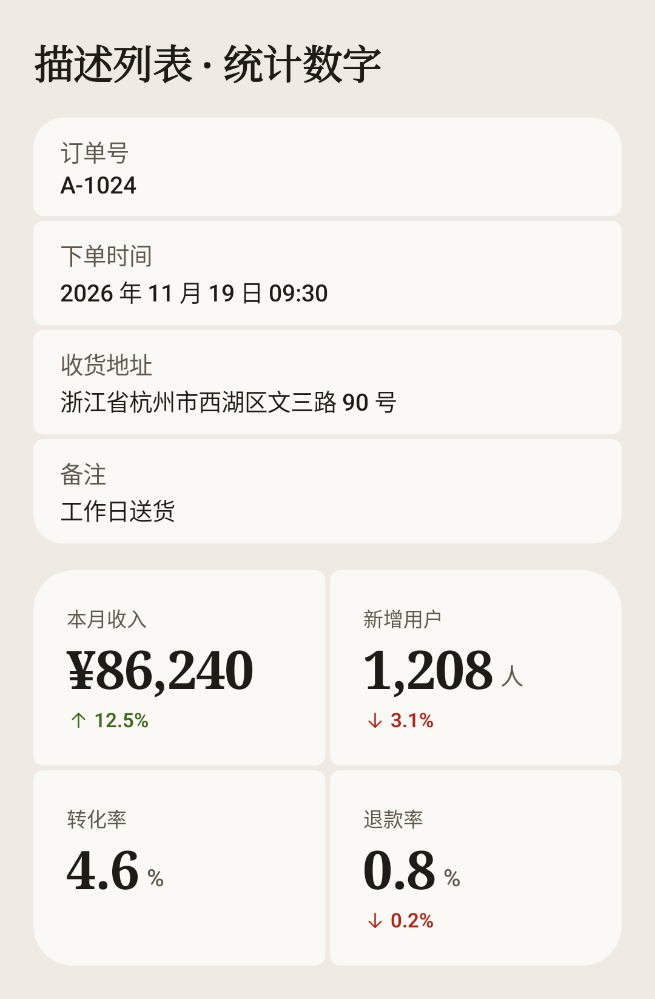 描述列表 · 统计数字
订单号
A-1024
下单时间
2026 年 11 月 19 日 09:30
收货地址
浙江省杭州市西湖区文三路 90 号
备注
工作日送货
本月收入
¥86,240
↑ 12.5%
新增用户
1,208 人
↓ 3.1%
转化率
4.6 %
退款率
0.8 %
↓ 0.2%